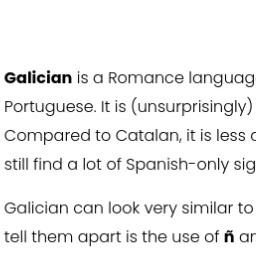 Galician is a Romance languag
Portuguese. It is (unsurprisingly)
Compared to Catalan, it is less
still find a lot of Spanish-only sig
Galician can look very similar to
tell them apart is the use of ñ an